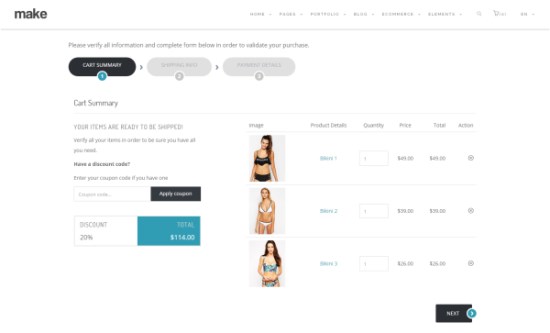 make
HOME
PAGES
PORTFOLIO
BLOG
ECOMMERCE
ELEMENTS
EN
Please verify all information and complete form below in order to validate your purchase.
CART SUMMARY
1
SHIPPING INFO
2
PAYMENT DETAILS
3
Cart Summary
YOUR ITEMS ARE READY TO BE SHIPPED!
Verify all your items in order to be sure you have all
you need.
Have a discount code?
Enter your coupon code if you have one
Coupon code...
Apply coupon
DISCOUNT
TOTAL
20%
$114.00
Image Product Details Quantity Price Total Action
Bikini 1 1 $49.00 $49.00
Bikini 2 1 $39.00 $39.00
Bikini 3 1 $26.00 $26.00
NEXT